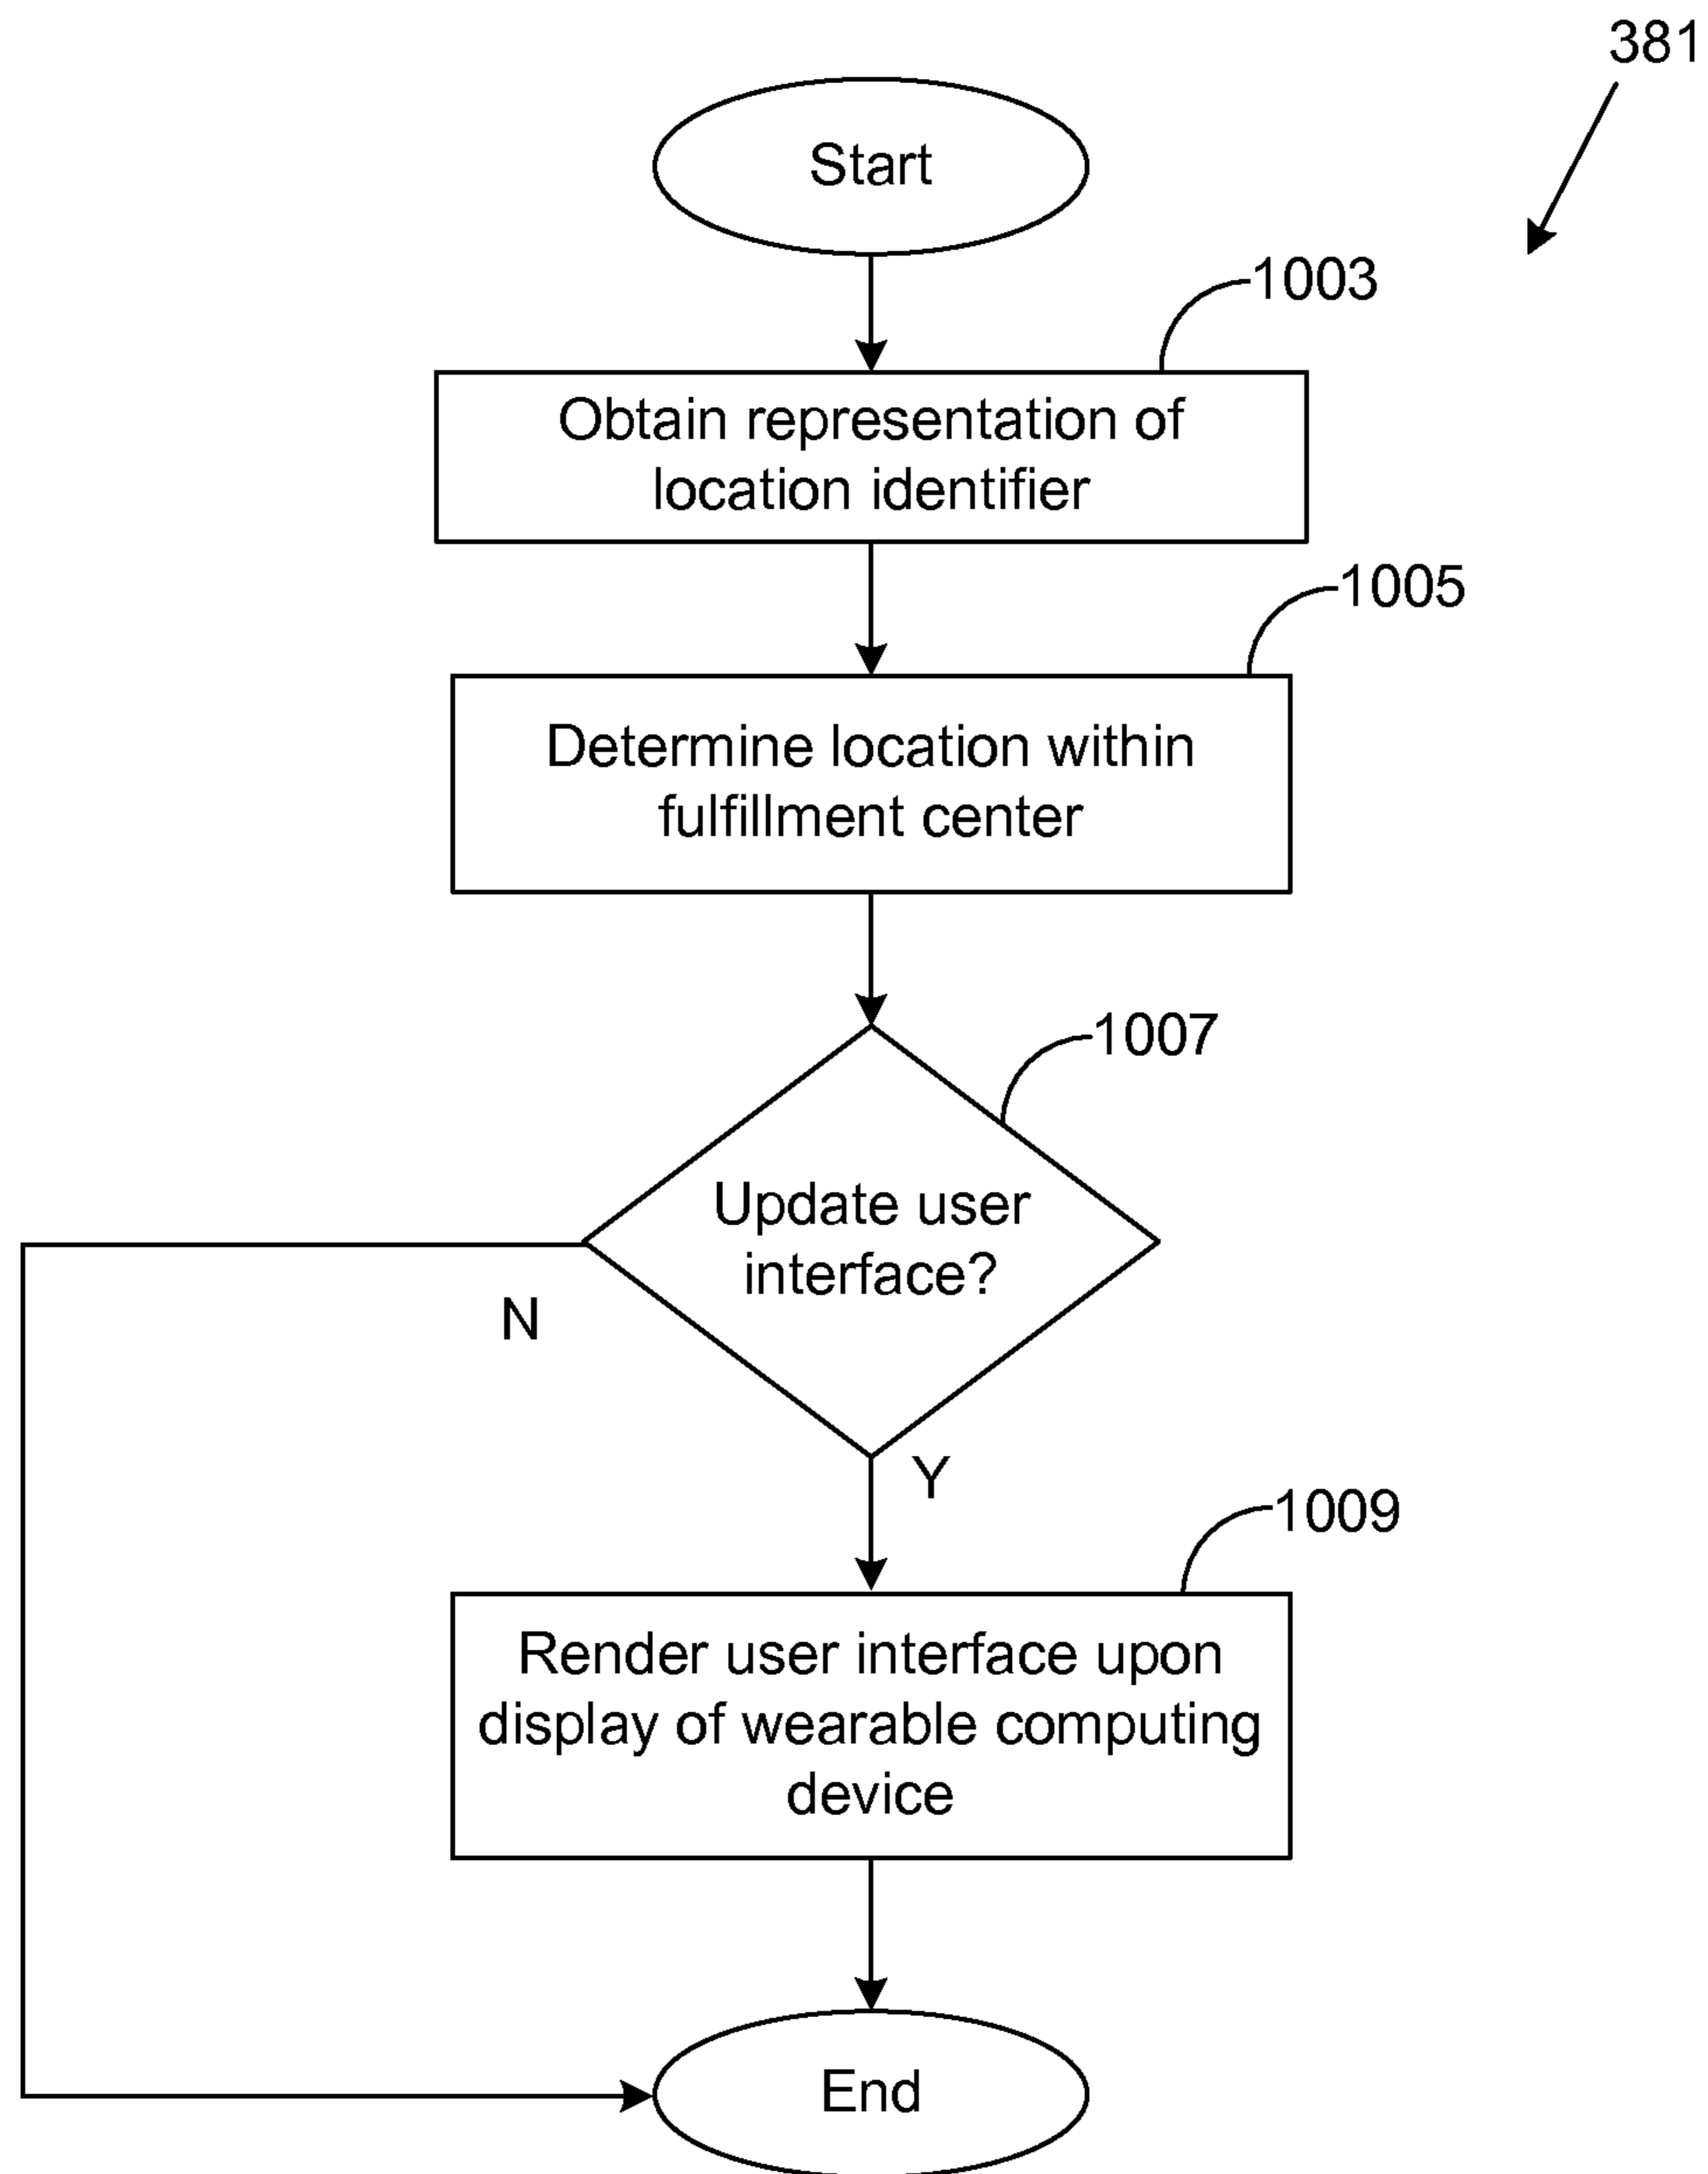 381
Start
1003
Obtain representation of
location identifier
1005
Determine location within
fulfillment center
1007
Update user
interface?
N
Y
1009
Render user interface upon
display of wearable computing
device
End